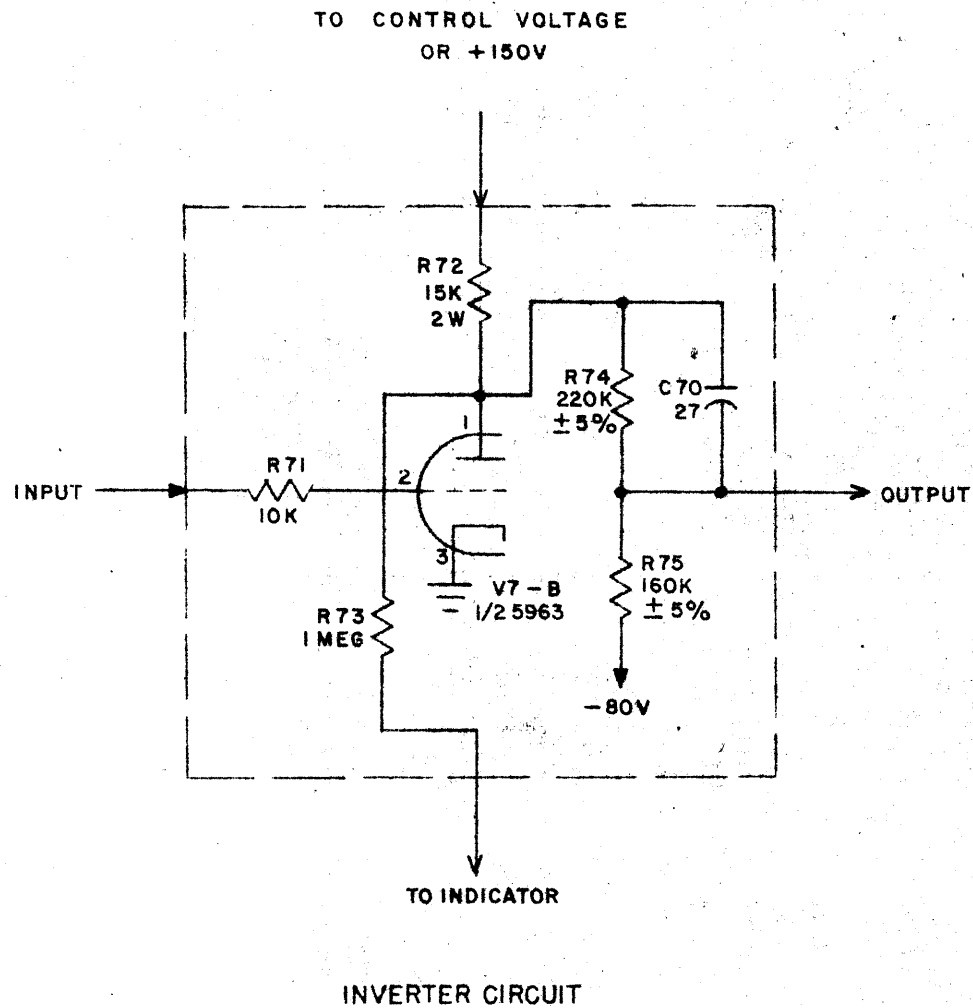 TO CONTROL VOLTAGE
OR +150V
R72
15K
2W
R74
220K
±5%
C70
27
1
R71
2
INPUT
OUTPUT
10K
3
R75
160K
±5%
V7-B
1/2 5963
R73
1 MEG
-80V
TO INDICATOR
INVERTER CIRCUIT